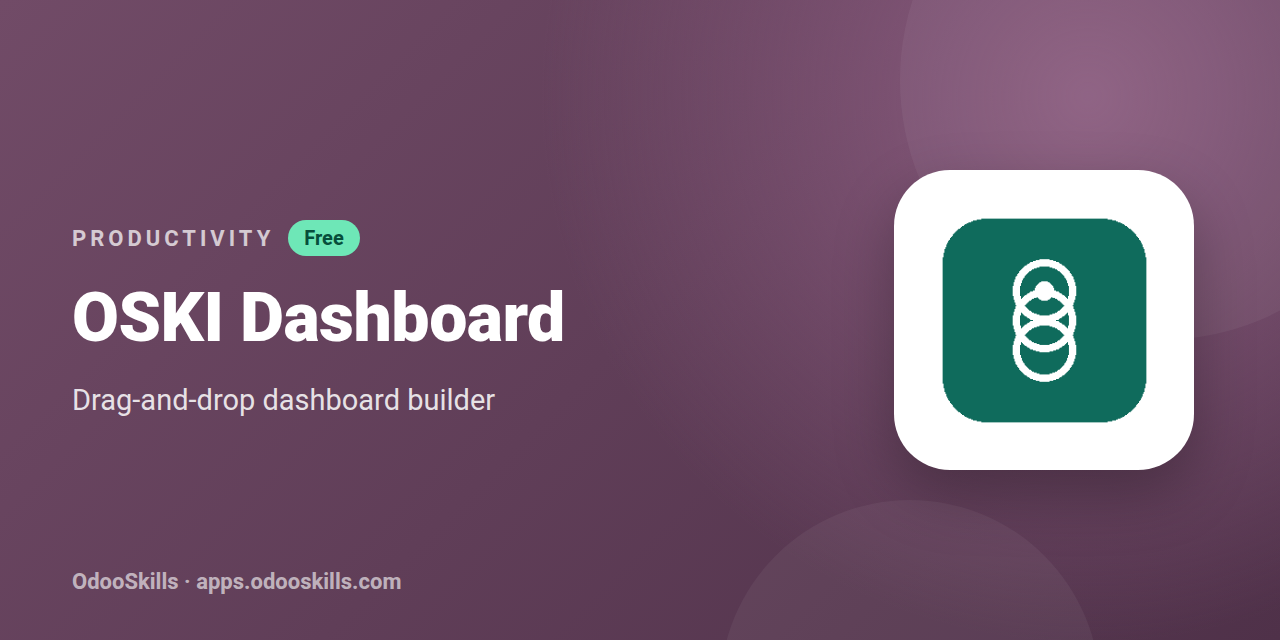 PRODUCTIVITY Free
OSKI Dashboard
Drag-and-drop dashboard builder
OdooSkills · apps.odooskills.com